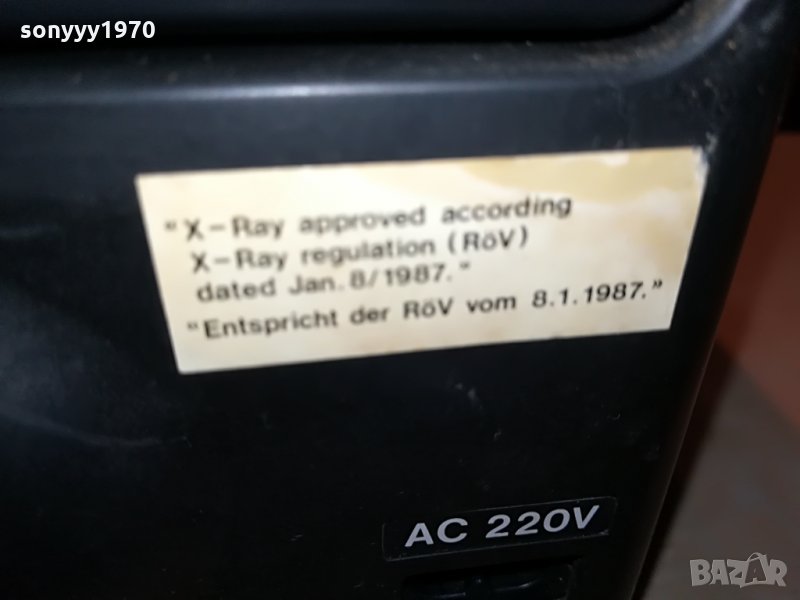 sonyyy1970
"X-Ray approved according
X-Ray regulation (RöV)
dated Jan. 8/1987."
"Entspricht der RöV vom 8.1.1987."
AC 220V
BAZAR